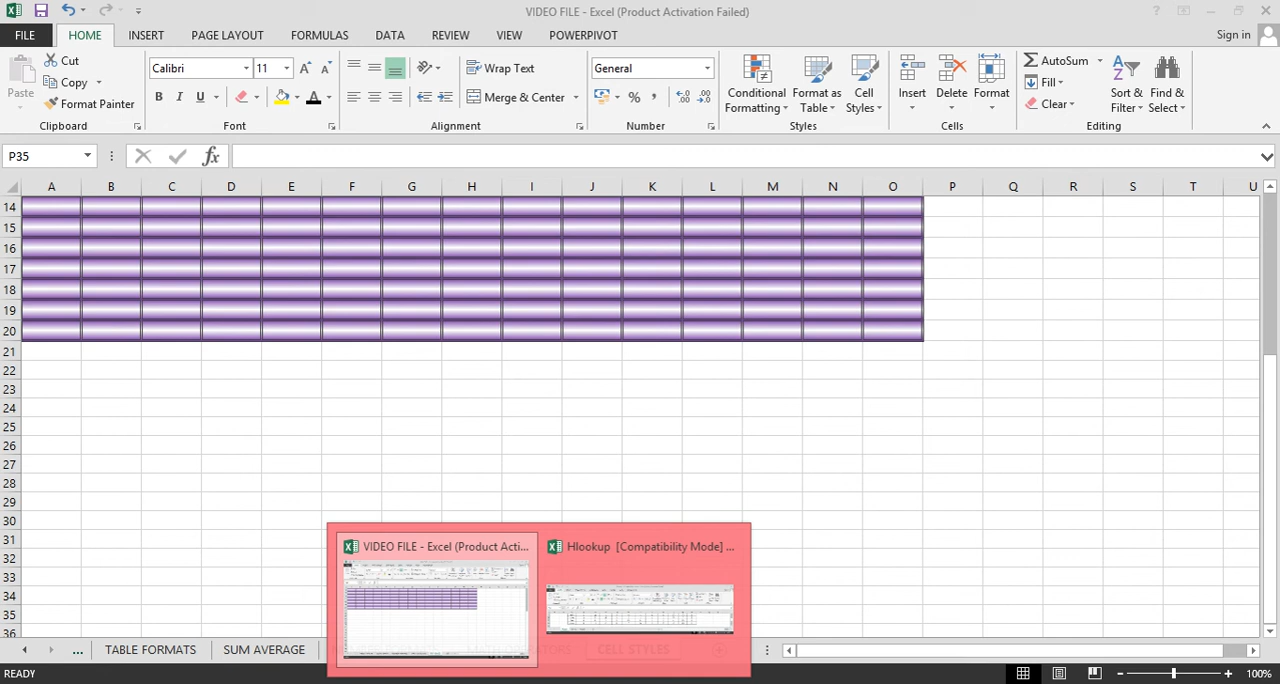 VIDEO FILE - Excel (Product Activation Failed)
FILE HOME INSERT PAGE LAYOUT FORMULAS DATA REVIEW VIEW POWERPIVOT Sign in
Paste Cut Copy Format Painter
Calibri 11
B I U A
Wrap Text
Merge & Center
General
%
Conditional Formatting
Format as Table
Cell Styles
Insert Delete Format
AutoSum
Fill
Clear
Sort & Filter
Find & Select
Clipboard Font Alignment Number Styles Cells Editing
P35 fx
A B C D E F G H I J K L M N O P Q R S T U
14
15
16
17
18
19
20
21
22
23
24
25
26
27
28
29
30
31
32
33
34
35
36
VIDEO FILE - Excel (Product Acti...
Hlookup [Compatibility Mode] ...
... TABLE FORMATS SUM AVERAGE CELL STYLES
READY 100%